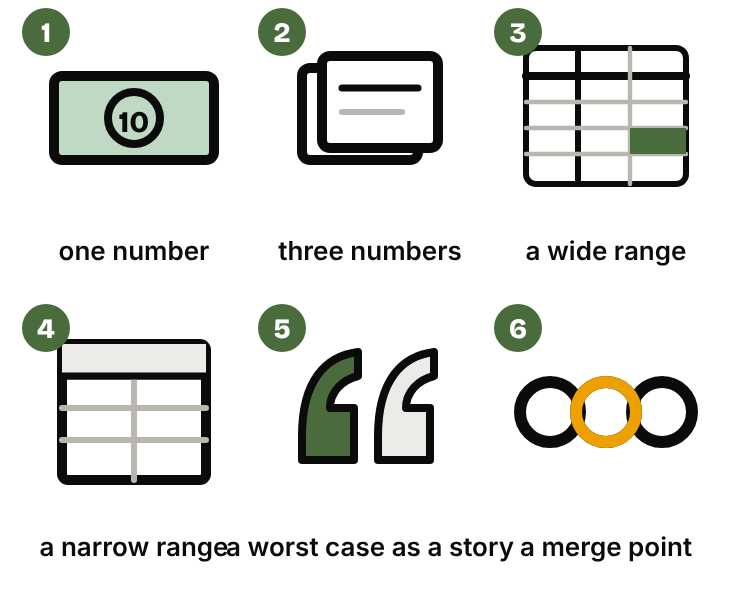 1
2
3
10
one number
three numbers
a wide range
4
5
6
a narrow range
a worst case as a story
a merge point